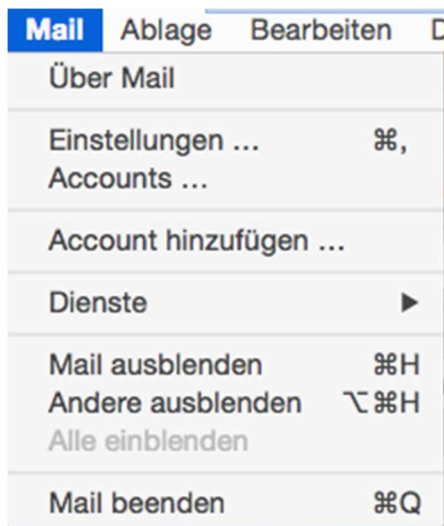 Mail Ablage Bearbeiten
Über Mail
Einstellungen ... ⌘,
Accounts ...
Account hinzufügen ...
Dienste ▶
Mail ausblenden ⌘H
Andere ausblenden ⌥⌘H
Alle einblenden
Mail beenden ⌘Q